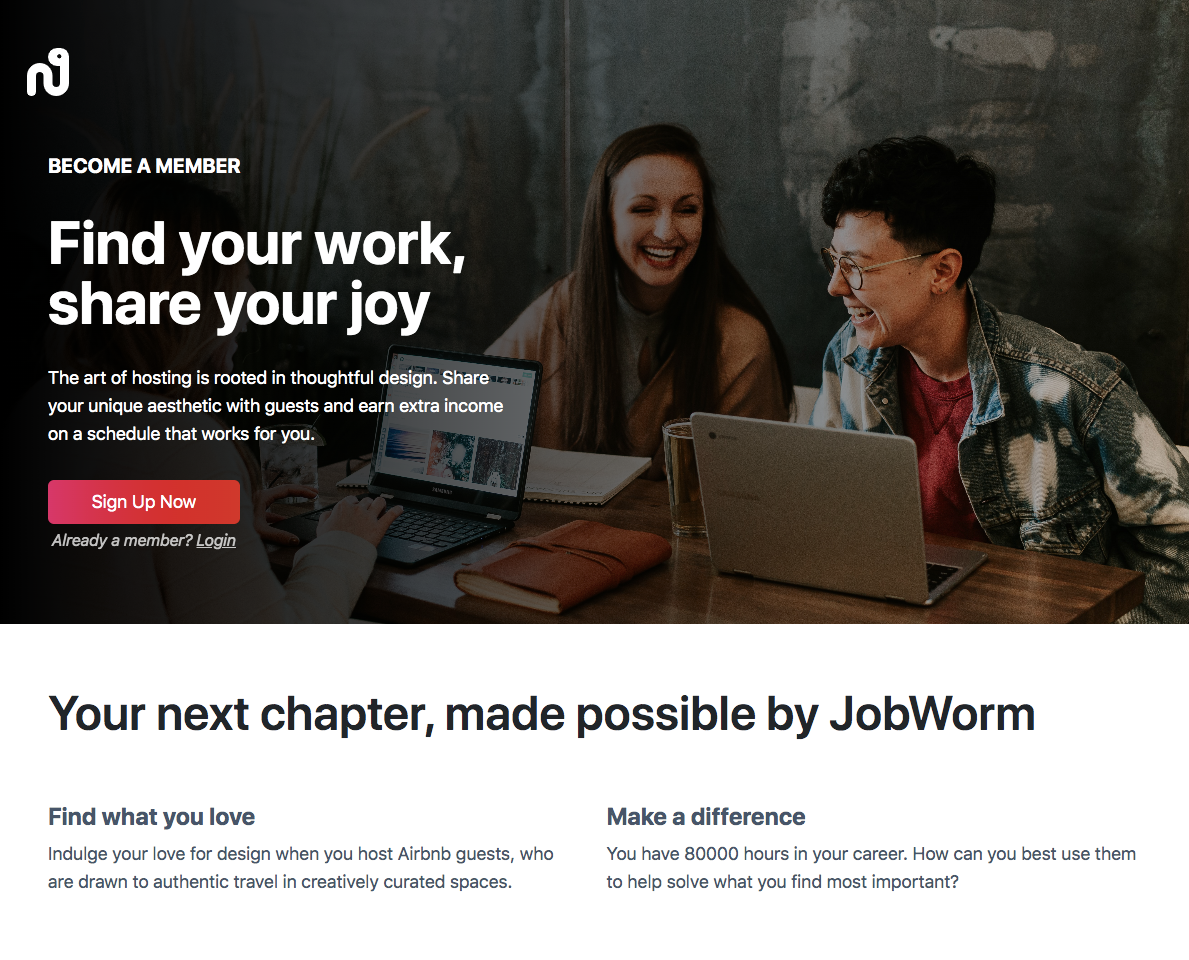 BECOME A MEMBER
Find your work,
share your joy
The art of hosting is rooted in thoughtful design. Share
your unique aesthetic with guests and earn extra income
on a schedule that works for you.
Sign Up Now
Already a member? Login
Your next chapter, made possible by JobWorm
Find what you love
Indulge your love for design when you host Airbnb guests, who
are drawn to authentic travel in creatively curated spaces.
Make a difference
You have 80000 hours in your career. How can you best use them
to help solve what you find most important?